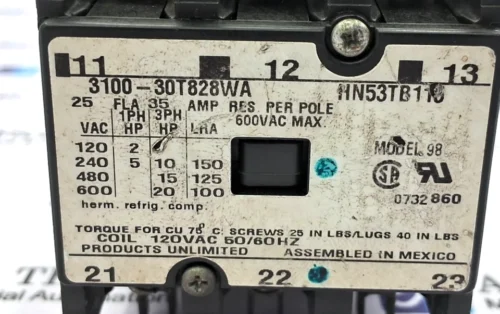 11 12 13
3100-30T828WA
25 FLA 35 AMP RES. PER POLE
1PH 3PH 600VAC MAX.
VAC HP HP LRA
120 2
240 5 10 150
480 15 125
600 20 100
MODEL 98
SA
0732 860
herm. refrig. comp.
TORQUE FOR CU 75° C: SCREWS 25 IN LBS/LUGS 40 IN LBS
COIL 120VAC 50/60HZ
PRODUCTS UNLIMITED ASSEMBLED IN MEXICO
21 22 23